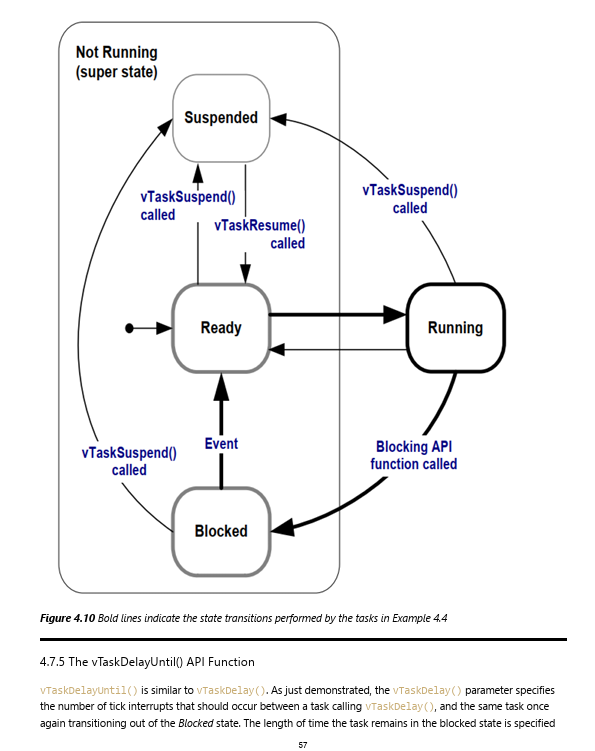 Not Running
(super state)
Suspended
vTaskSuspend()
called
vTaskResume()
called
vTaskSuspend()
called
Ready
Running
vTaskSuspend()
called
Event
Blocking API
function called
Blocked
Figure 4.10 Bold lines indicate the state transitions performed by the tasks in Example 4.4
4.7.5 The vTaskDelayUntil() API Function
vTaskDelayUntil() is similar to vTaskDelay(). As just demonstrated, the vTaskDelay() parameter specifies
the number of tick interrupts that should occur between a task calling vTaskDelay(), and the same task once
again transitioning out of the Blocked state. The length of time the task remains in the blocked state is specified
57